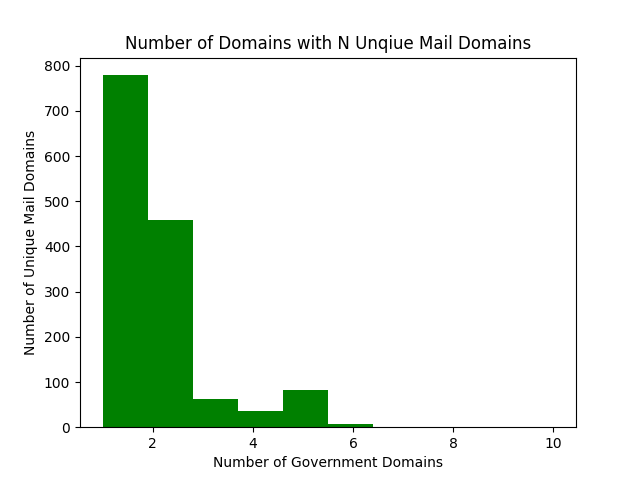 Number of Domains with N Unqiue Mail Domains
800
700
600
500
400
300
200
100
0
Number of Unique Mail Domains
2 4 6 8 10
Number of Government Domains